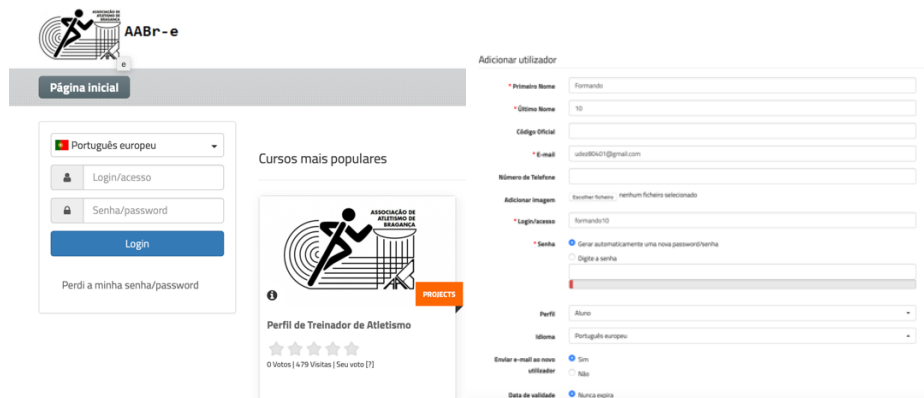 ASSOCIAÇÃO DE
ATLETISMO DE
BRAGANÇA
AABr-e
e
Página inicial
Português europeu
Login/acesso
Senha/password
Login
Perdi a minha senha/password
Cursos mais populares
ASSOCIAÇÃO DE
ATLETISMO DE
BRAGANÇA
PROJECTS
Perfil de Treinador de Atletismo
0 Votos | 479 Visitas | Seu voto [?]
Adicionar utilizador
* Primeiro Nome Formando
* Último Nome 10
Código Oficial
* E-mail udez80401@gmail.com
Número de Telefone
Adicionar imagem Escolher ficheiro nenhum ficheiro selecionado
* Login/acesso formando10
* Senha Gerar automaticamente uma nova password/senha
Digite a senha
Perfil Aluno
Idioma Português europeu
Enviar e-mail ao novo
utilizador
Sim
Não
Data de validade Nunca expira